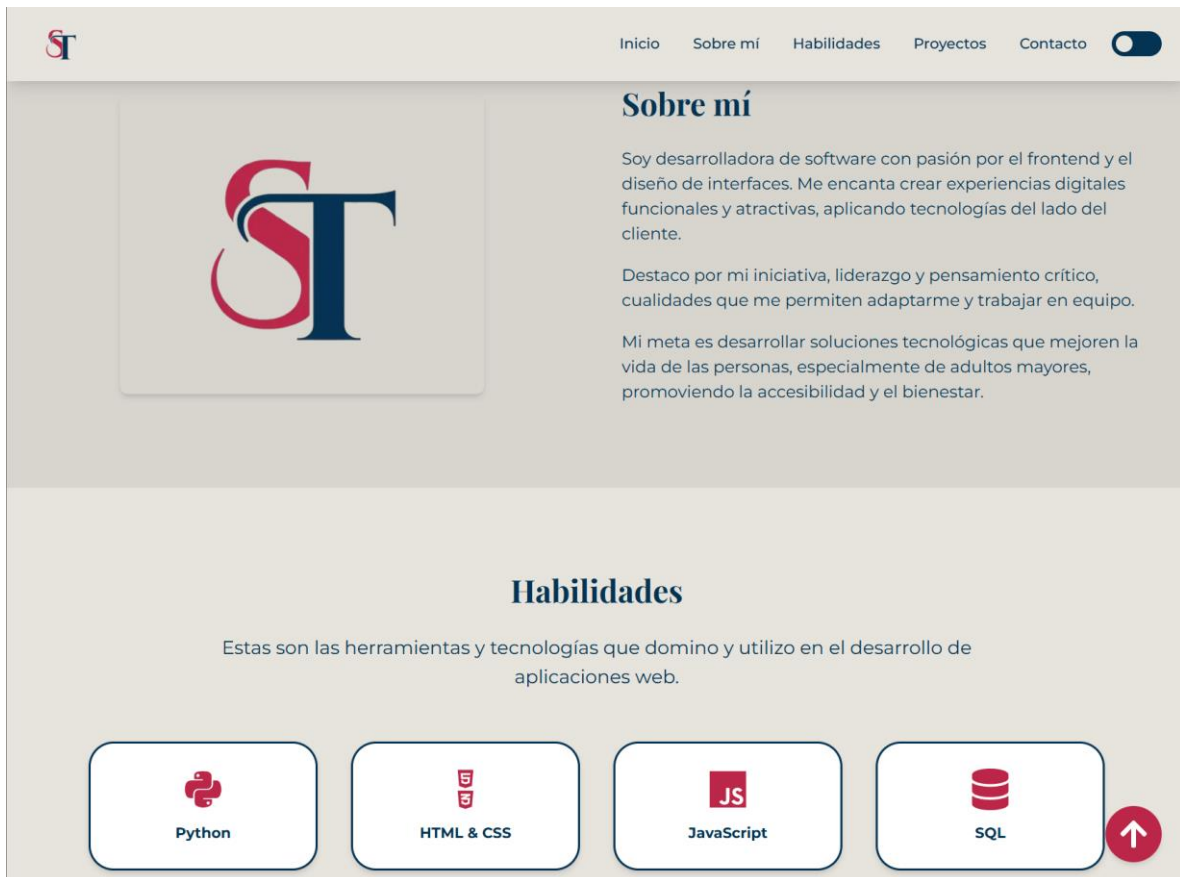 ST
Inicio Sobre mí Habilidades Proyectos Contacto
ST
Sobre mí
Soy desarrolladora de software con pasión por el frontend y el
diseño de interfaces. Me encanta crear experiencias digitales
funcionales y atractivas, aplicando tecnologías del lado del
cliente.
Destaco por mi iniciativa, liderazgo y pensamiento crítico,
cualidades que me permiten adaptarme y trabajar en equipo.
Mi meta es desarrollar soluciones tecnológicas que mejoren la
vida de las personas, especialmente de adultos mayores,
promoviendo la accesibilidad y el bienestar.
Habilidades
Estas son las herramientas y tecnologías que domino y utilizo en el desarrollo de
aplicaciones web.
5
3
JS
Python HTML & CSS JavaScript SQL